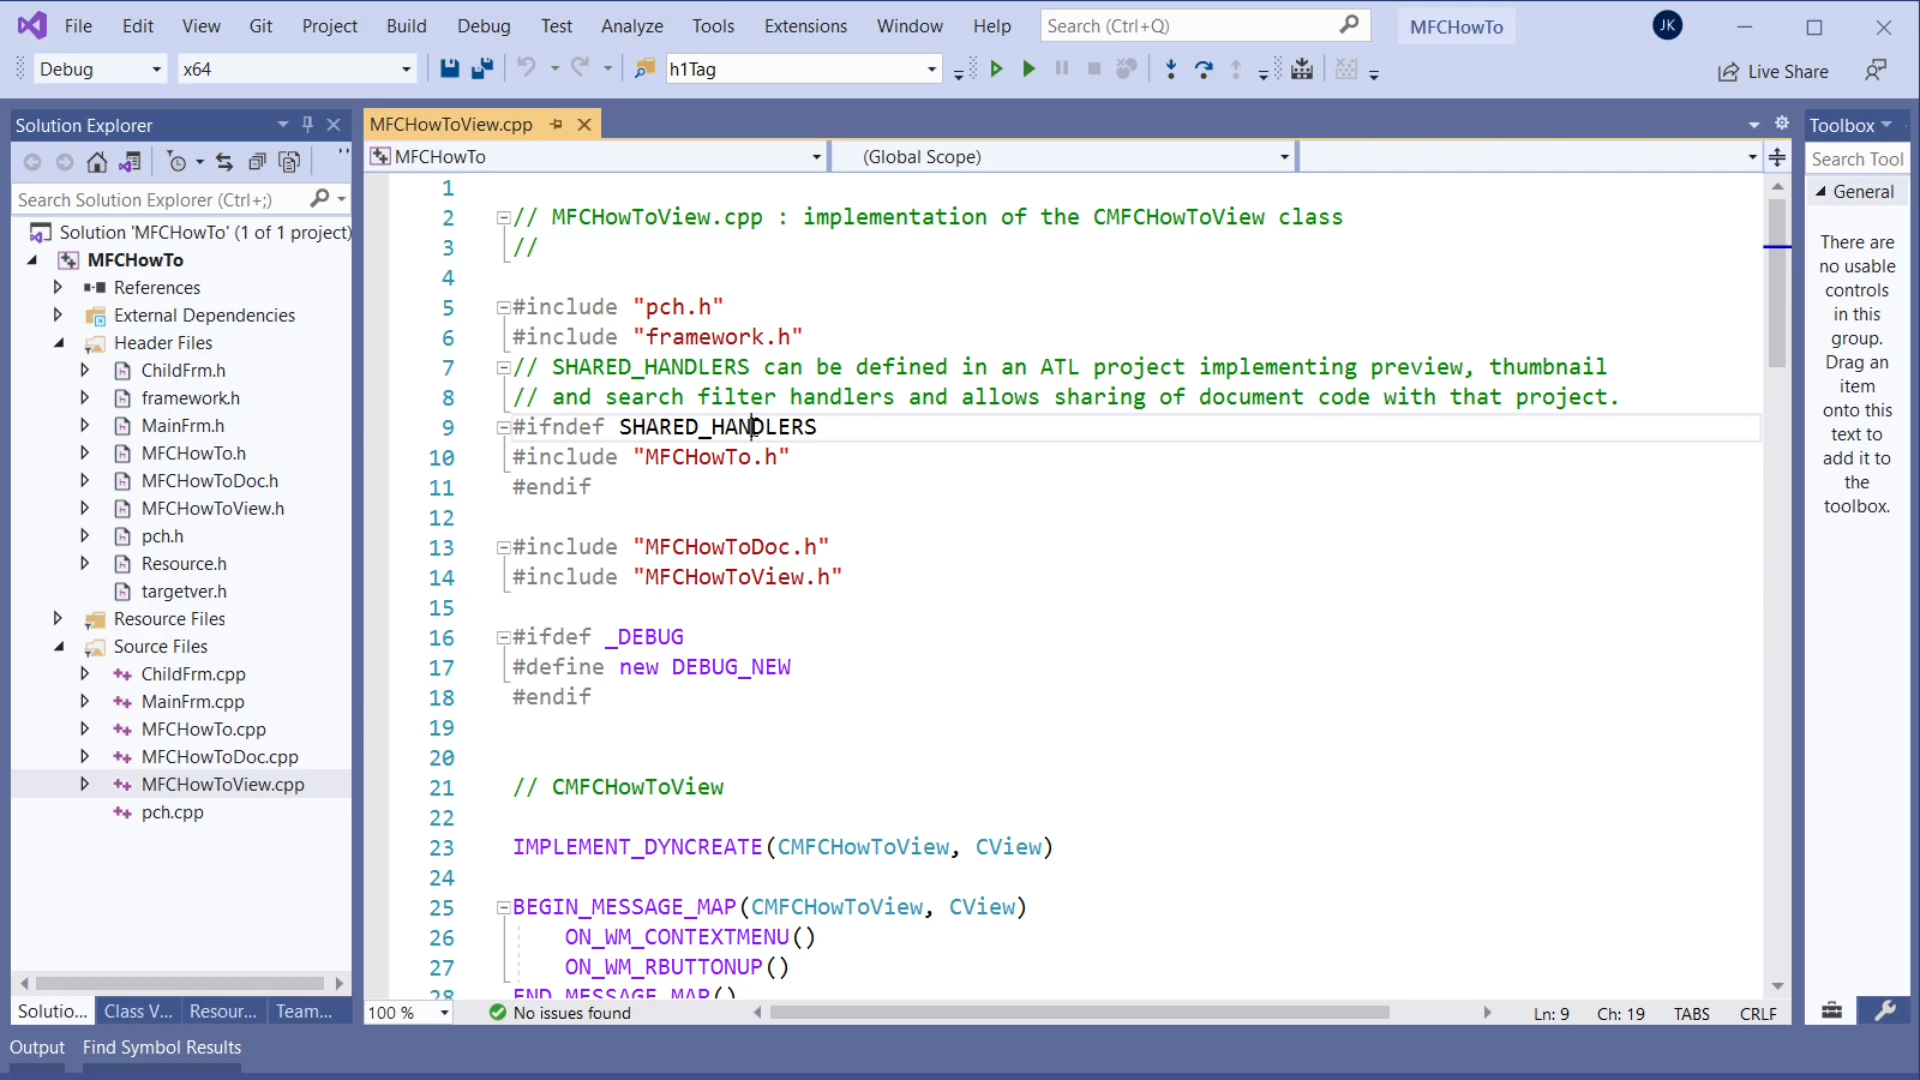 File Edit View Git Project Build Debug Test Analyze Tools Extensions Window Help Search (Ctrl+Q) MFCHowTo JK
Debug x64 h1Tag Live Share
Solution Explorer
Search Solution Explorer (Ctrl+;)
Solution 'MFCHowTo' (1 of 1 project)
MFCHowTo
References
External Dependencies
Header Files
ChildFrm.h
framework.h
MainFrm.h
MFCHowTo.h
MFCHowToDoc.h
MFCHowToView.h
pch.h
Resource.h
targetver.h
Resource Files
Source Files
ChildFrm.cpp
MainFrm.cpp
MFCHowTo.cpp
MFCHowToDoc.cpp
MFCHowToView.cpp
pch.cpp
Solutio... Class V... Resour... Team...
MFCHowToView.cpp
MFCHowTo (Global Scope)
1
2 // MFCHowToView.cpp : implementation of the CMFCHowToView class
3 //
4
5 #include "pch.h"
6 #include "framework.h"
7 // SHARED_HANDLERS can be defined in an ATL project implementing preview, thumbnail
8 // and search filter handlers and allows sharing of document code with that project.
9 #ifndef SHARED_HANDLERS
10 #include "MFCHowTo.h"
11 #endif
12
13 #include "MFCHowToDoc.h"
14 #include "MFCHowToView.h"
15
16 #ifdef _DEBUG
17 #define new DEBUG_NEW
18 #endif
19
20
21 // CMFCHowToView
22
23 IMPLEMENT_DYNCREATE(CMFCHowToView, CView)
24
25 BEGIN_MESSAGE_MAP(CMFCHowToView, CView)
26 ON_WM_CONTEXTMENU()
27 ON_WM_RBUTTONUP()
28 END_MESSAGE_MAP()
100 % No issues found Ln: 9 Ch: 19 TABS CRLF
Toolbox
Search Tool
General
There are
no usable
controls
in this
group.
Drag an
item
onto this
text to
add it to
the
toolbox.
Output Find Symbol Results